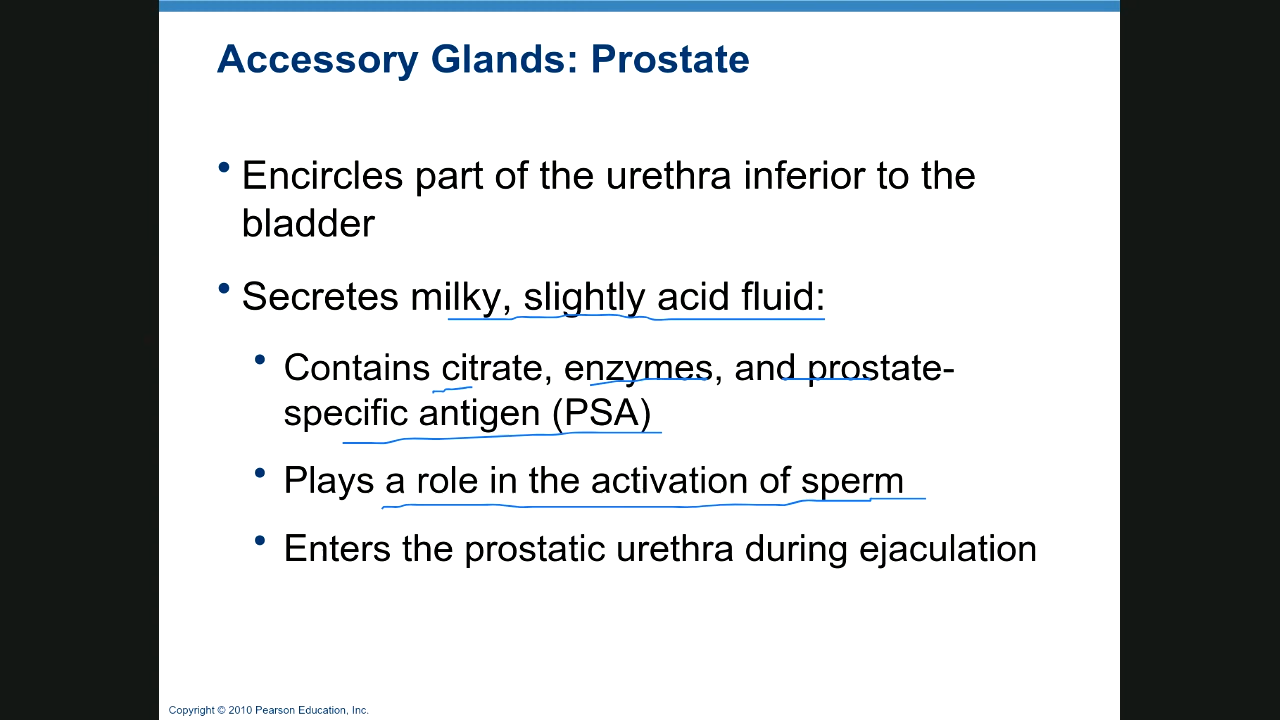 Accessory Glands: Prostate
• Encircles part of the urethra inferior to the
bladder
• Secretes milky, slightly acid fluid:
• Contains citrate, enzymes, and prostate-
specific antigen (PSA)
• Plays a role in the activation of sperm
• Enters the prostatic urethra during ejaculation
Copyright © 2010 Pearson Education, Inc.